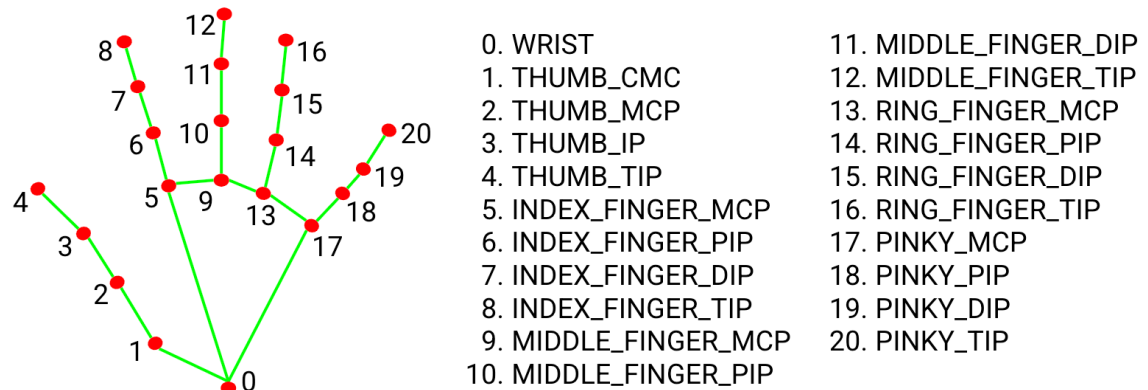 12
8
16
11
7
15
10
20
6
14
4
19
5
9
18
13
3
17
2
1
0
0. WRIST
1. THUMB_CMC
2. THUMB_MCP
3. THUMB_IP
4. THUMB_TIP
5. INDEX_FINGER_MCP
6. INDEX_FINGER_PIP
7. INDEX_FINGER_DIP
8. INDEX_FINGER_TIP
9. MIDDLE_FINGER_MCP
10. MIDDLE_FINGER_PIP
11. MIDDLE_FINGER_DIP
12. MIDDLE_FINGER_TIP
13. RING_FINGER_MCP
14. RING_FINGER_PIP
15. RING_FINGER_DIP
16. RING_FINGER_TIP
17. PINKY_MCP
18. PINKY_PIP
19. PINKY_DIP
20. PINKY_TIP